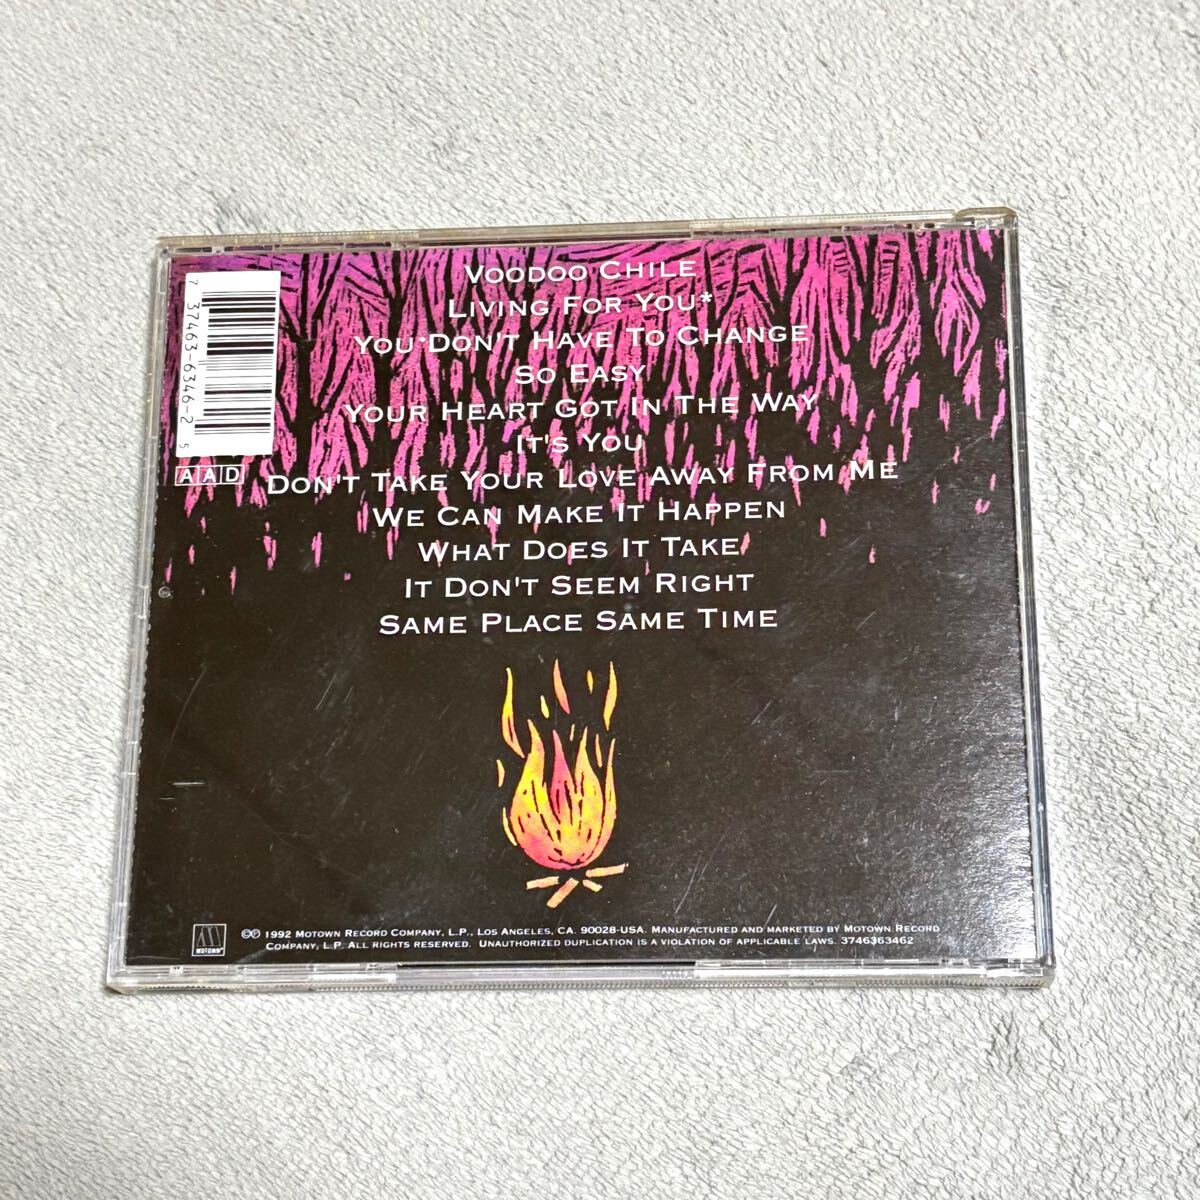 VOODOO CHILE
LIVING FOR YOU*
YOU DON'T HAVE TO CHANGE
SO EASY
YOUR HEART GOT IN THE WAY
IT'S YOU
DON'T TAKE YOUR LOVE AWAY FROM ME
WE CAN MAKE IT HAPPEN
WHAT DOES IT TAKE
IT DON'T SEEM RIGHT
SAME PLACE SAME TIME
7 37463-6346-2 5
AAD
MOTOWN
©℗ 1992 MOTOWN RECORD COMPANY, L.P., LOS ANGELES, CA. 90028-USA. MANUFACTURED AND MARKETED BY MOTOWN RECORD
COMPANY, L.P. ALL RIGHTS RESERVED. UNAUTHORIZED DUPLICATION IS A VIOLATION OF APPLICABLE LAWS. 3746363462